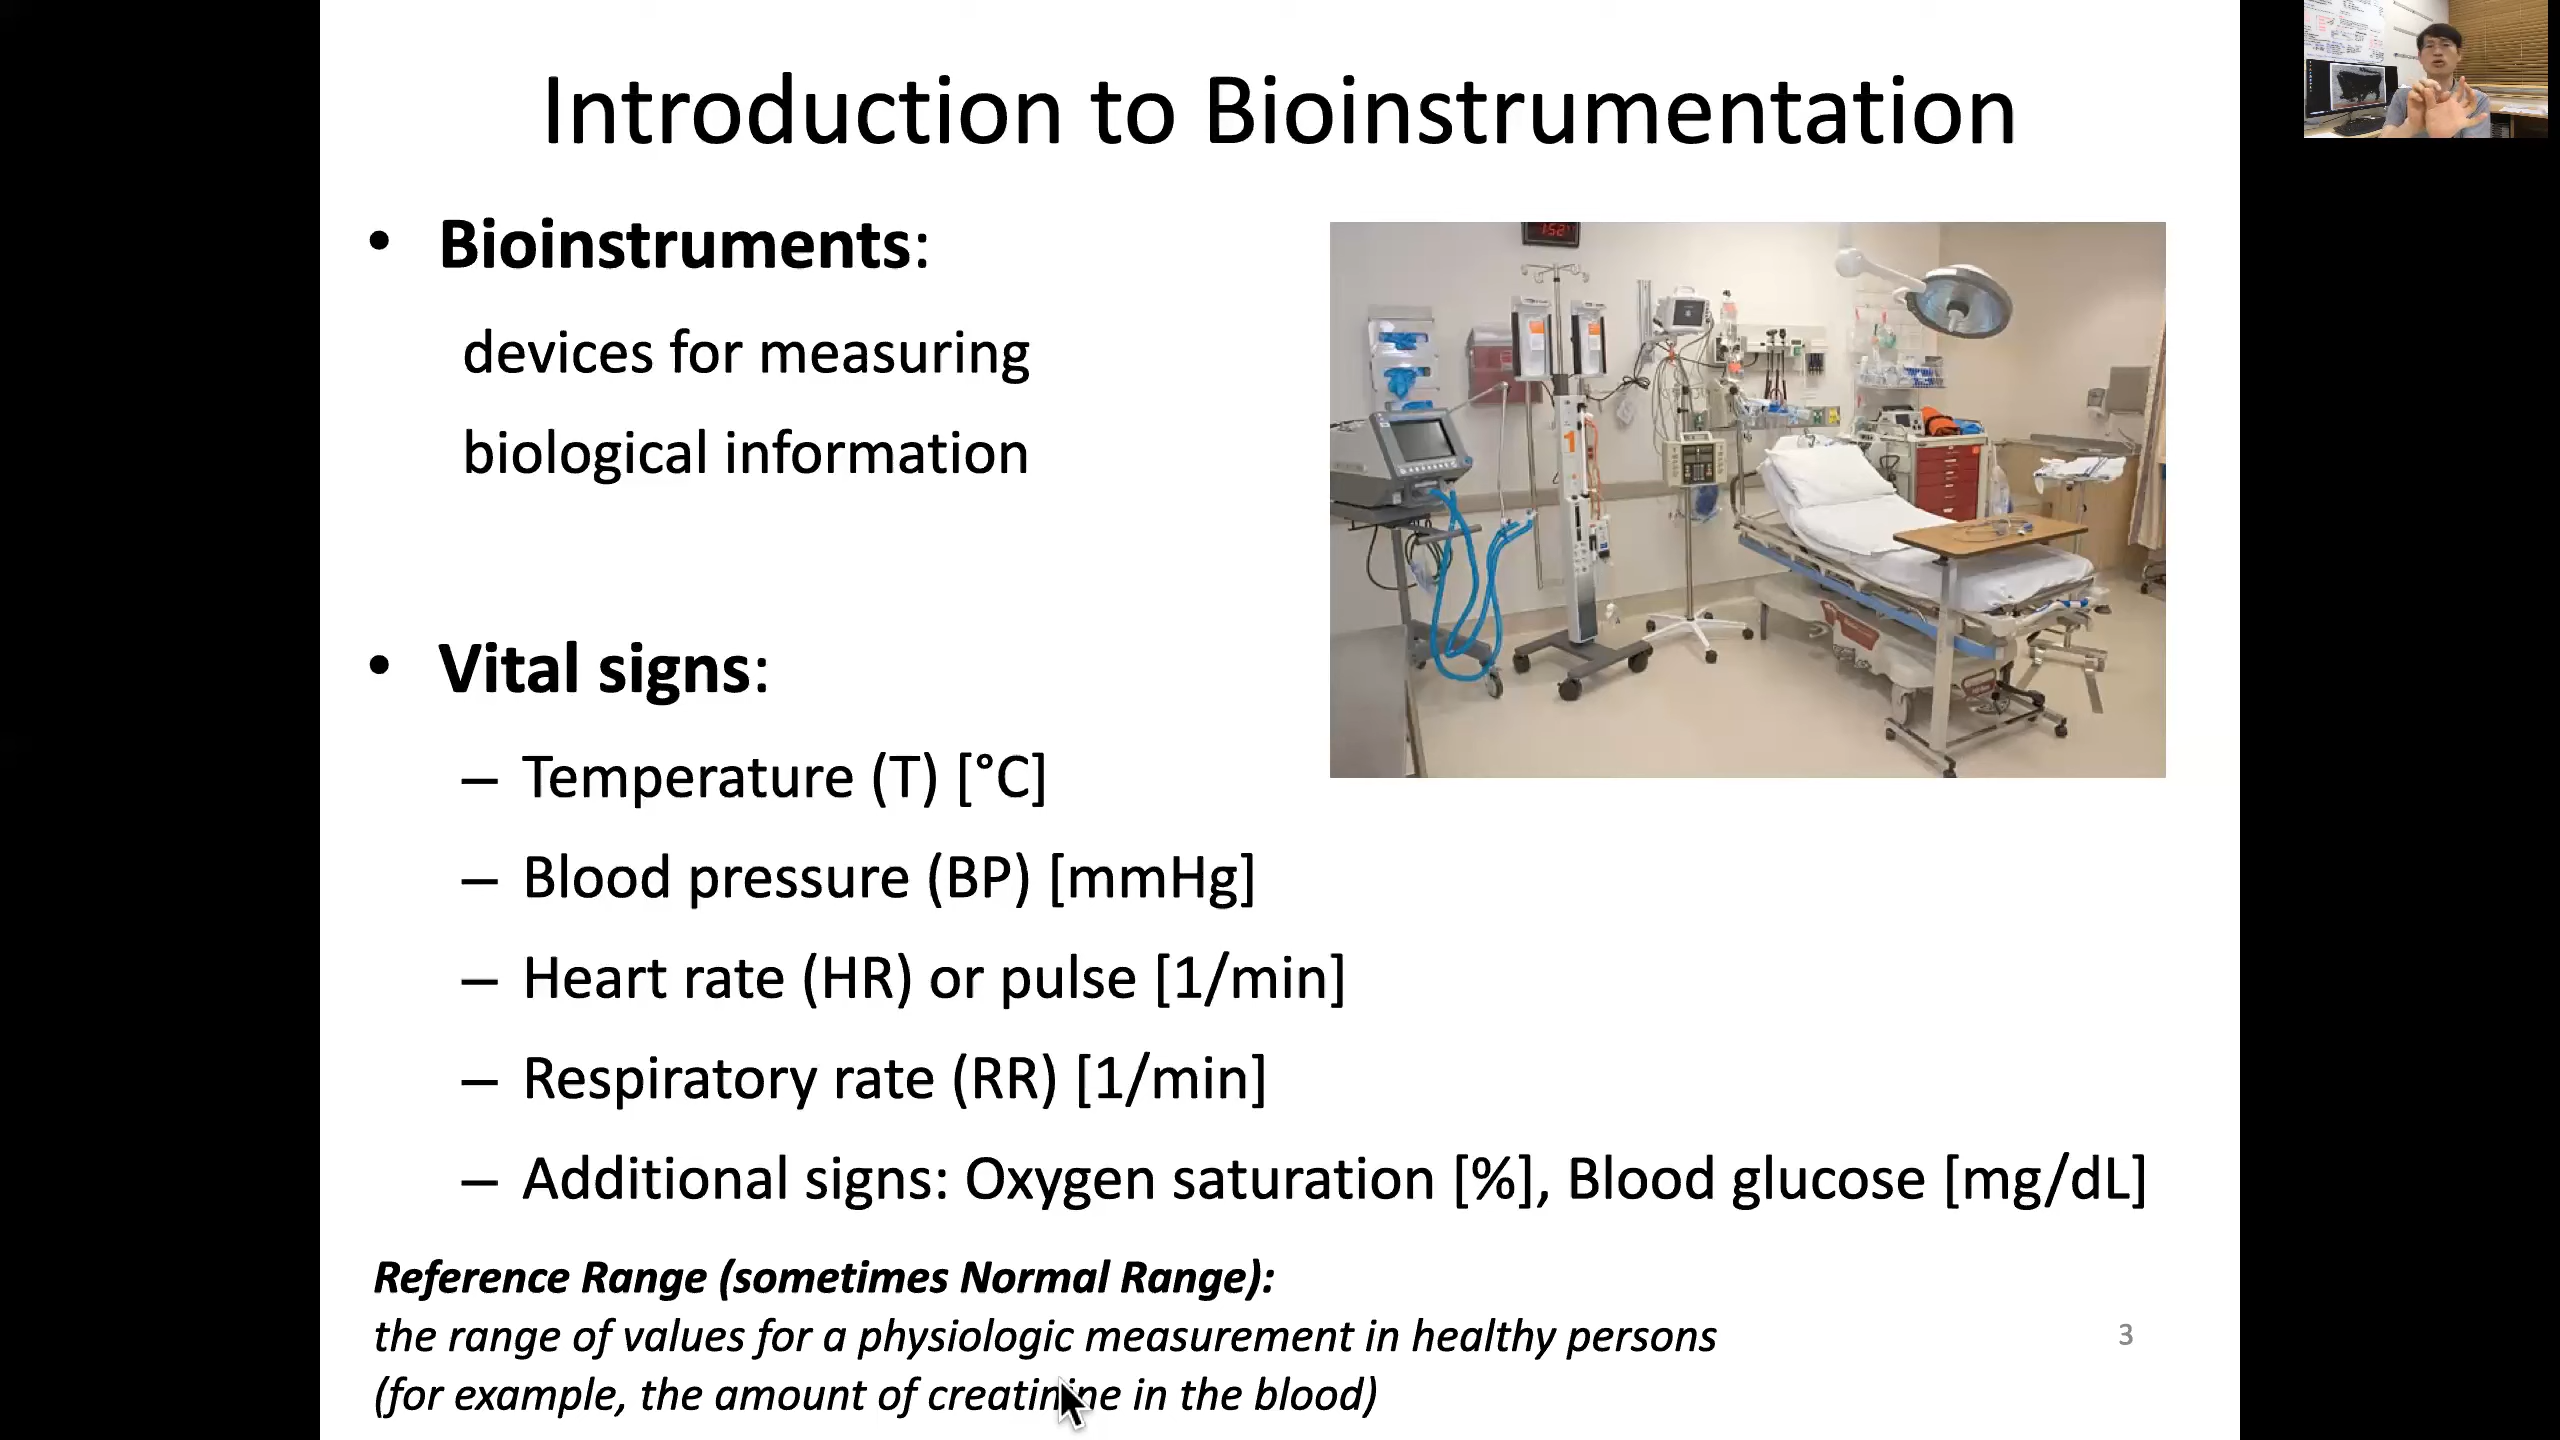 Introduction to Bioinstrumentation
• Bioinstruments:
devices for measuring
biological information
1:52
1
• Vital signs:
– Temperature (T) [°C]
– Blood pressure (BP) [mmHg]
– Heart rate (HR) or pulse [1/min]
– Respiratory rate (RR) [1/min]
– Additional signs: Oxygen saturation [%], Blood glucose [mg/dL]
Reference Range (sometimes Normal Range):
the range of values for a physiologic measurement in healthy persons
(for example, the amount of creatinine in the blood)
3